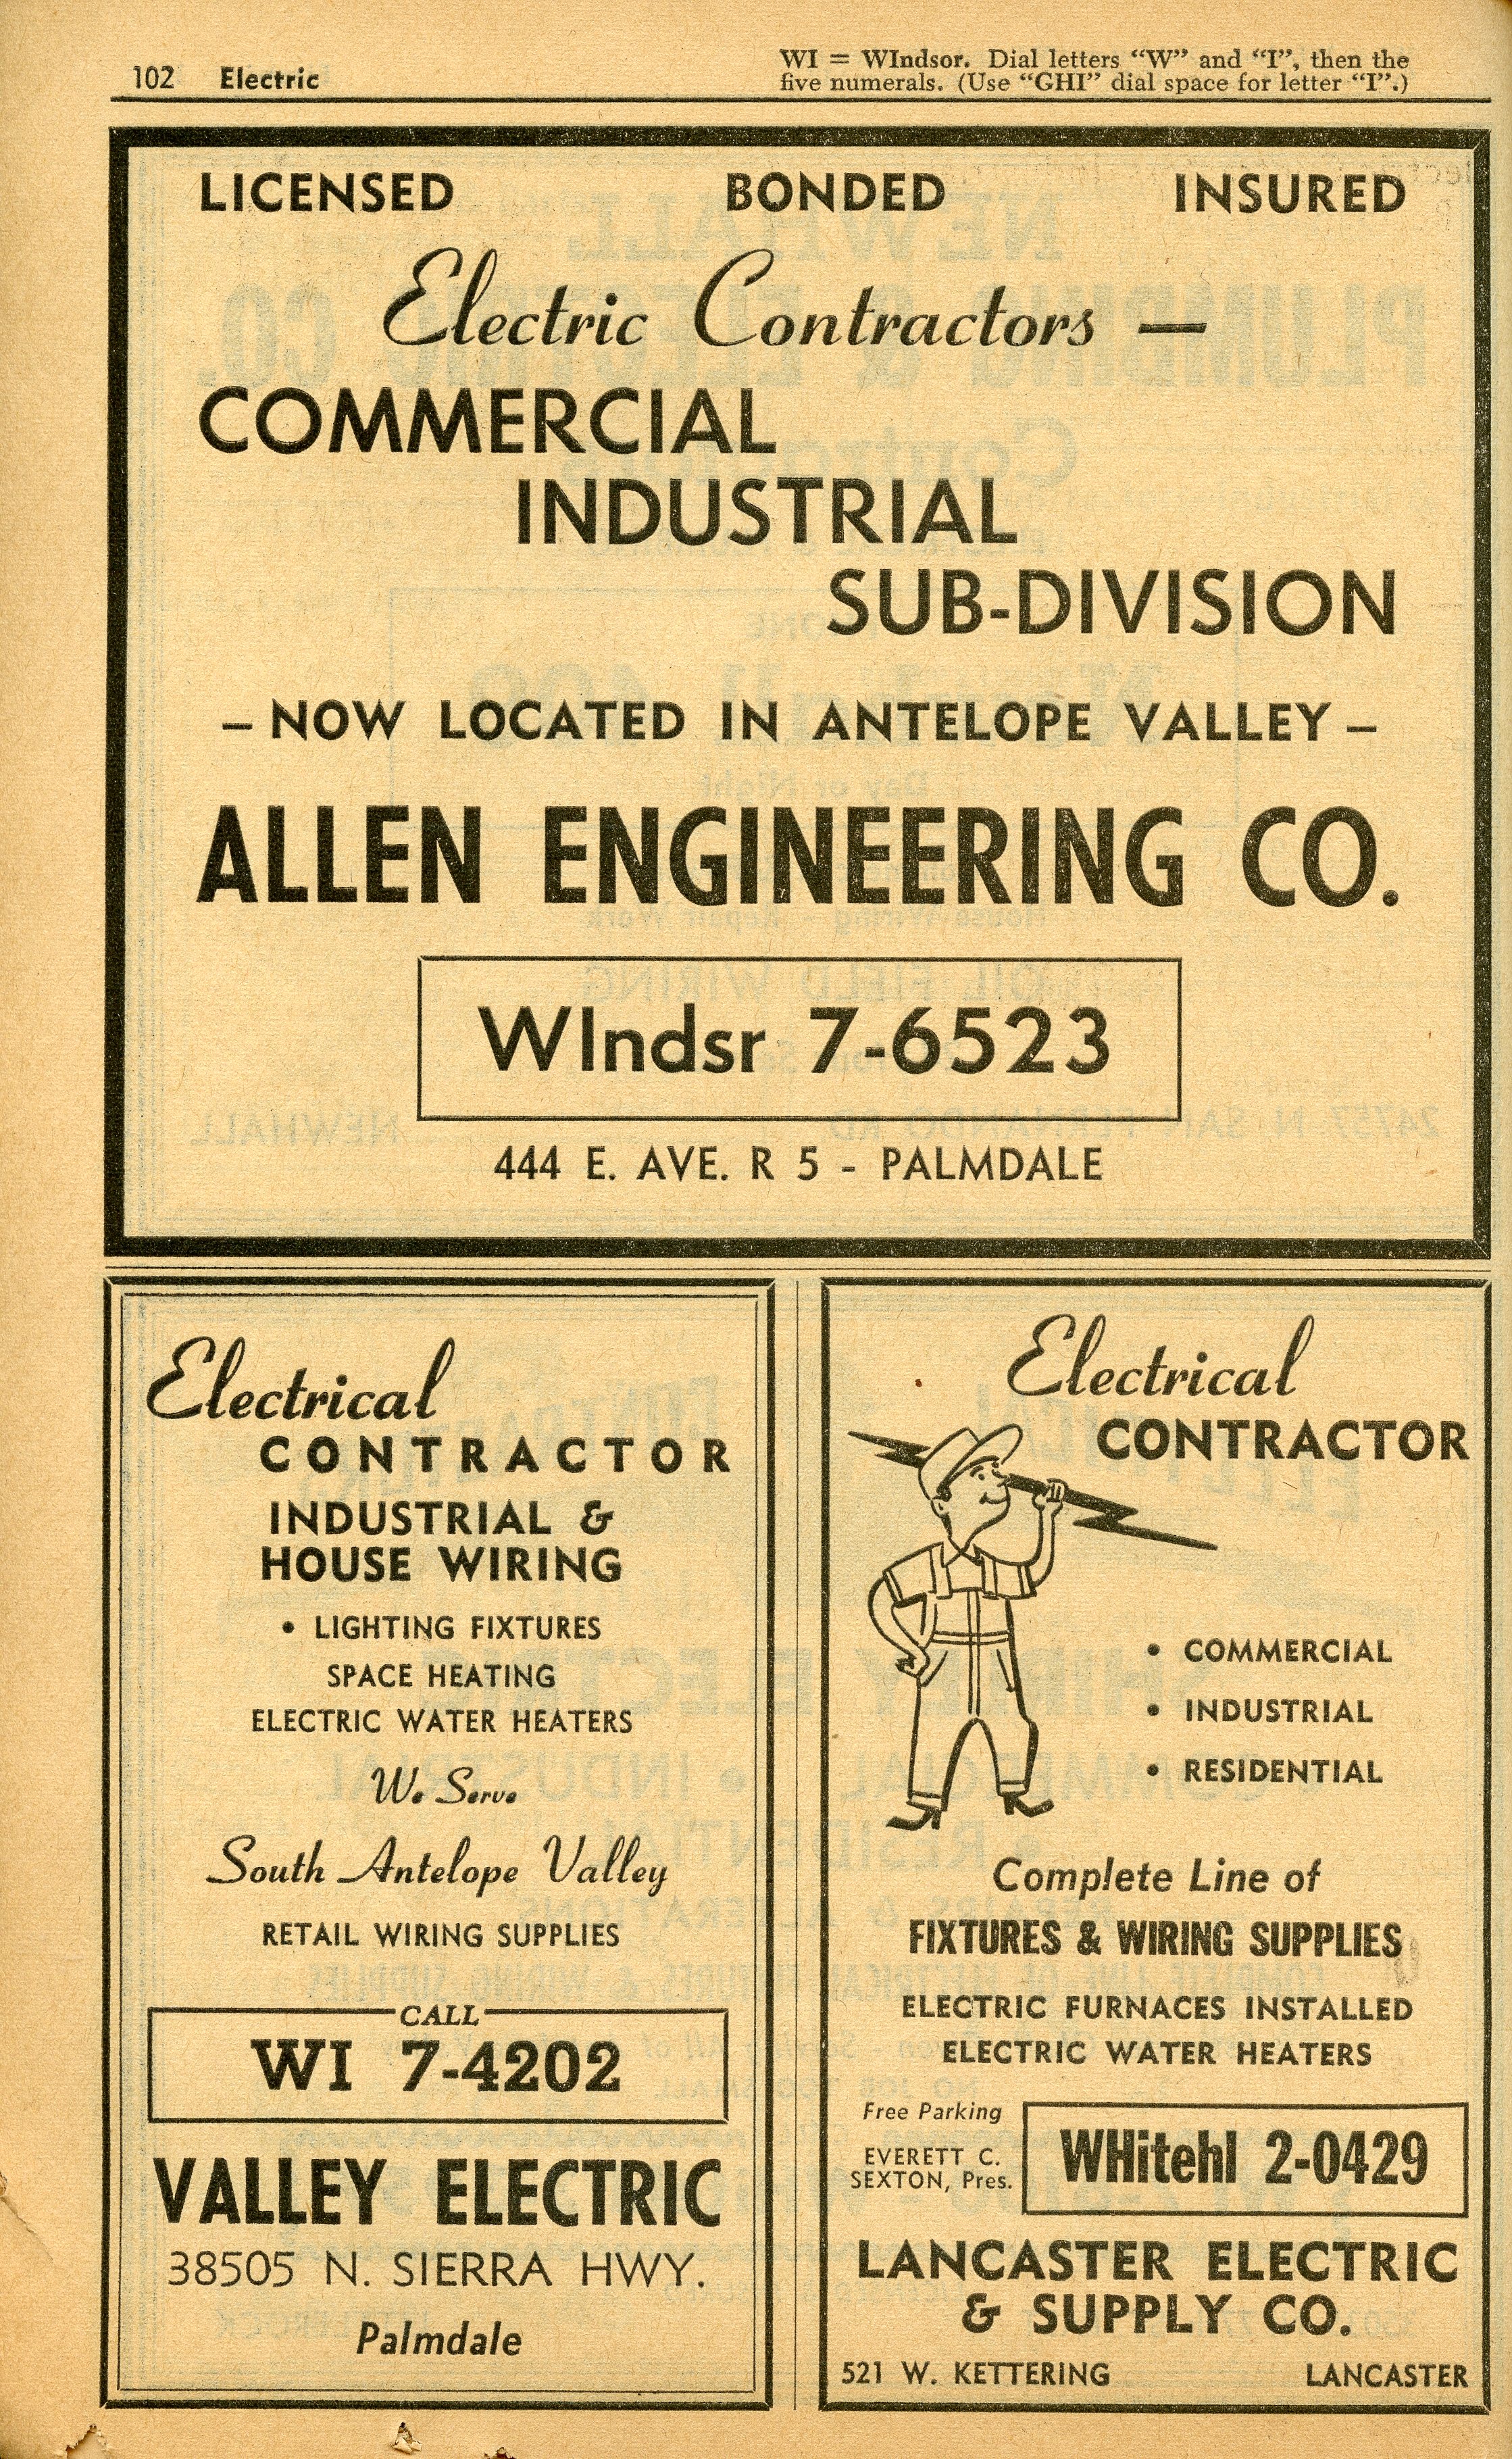 102 Electric
WI = WIndsor. Dial letters “W” and “I”, then the
five numerals. (Use “GHI” dial space for letter “I”.)
LICENSED BONDED INSURED
Electric Contractors —
COMMERCIAL
INDUSTRIAL
SUB-DIVISION
– NOW LOCATED IN ANTELOPE VALLEY –
ALLEN ENGINEERING CO.
WIndsr 7-6523
444 E. AVE. R 5 - PALMDALE
Electrical
CONTRACTOR
INDUSTRIAL &
HOUSE WIRING
• LIGHTING FIXTURES
SPACE HEATING
ELECTRIC WATER HEATERS
We Serve
South Antelope Valley
RETAIL WIRING SUPPLIES
CALL
WI 7-4202
VALLEY ELECTRIC
38505 N. SIERRA HWY.
Palmdale
Electrical
CONTRACTOR
• COMMERCIAL
• INDUSTRIAL
• RESIDENTIAL
Complete Line of
FIXTURES & WIRING SUPPLIES
ELECTRIC FURNACES INSTALLED
ELECTRIC WATER HEATERS
Free Parking
EVERETT C.
SEXTON, Pres.
WHitehl 2-0429
LANCASTER ELECTRIC
& SUPPLY CO.
521 W. KETTERING LANCASTER